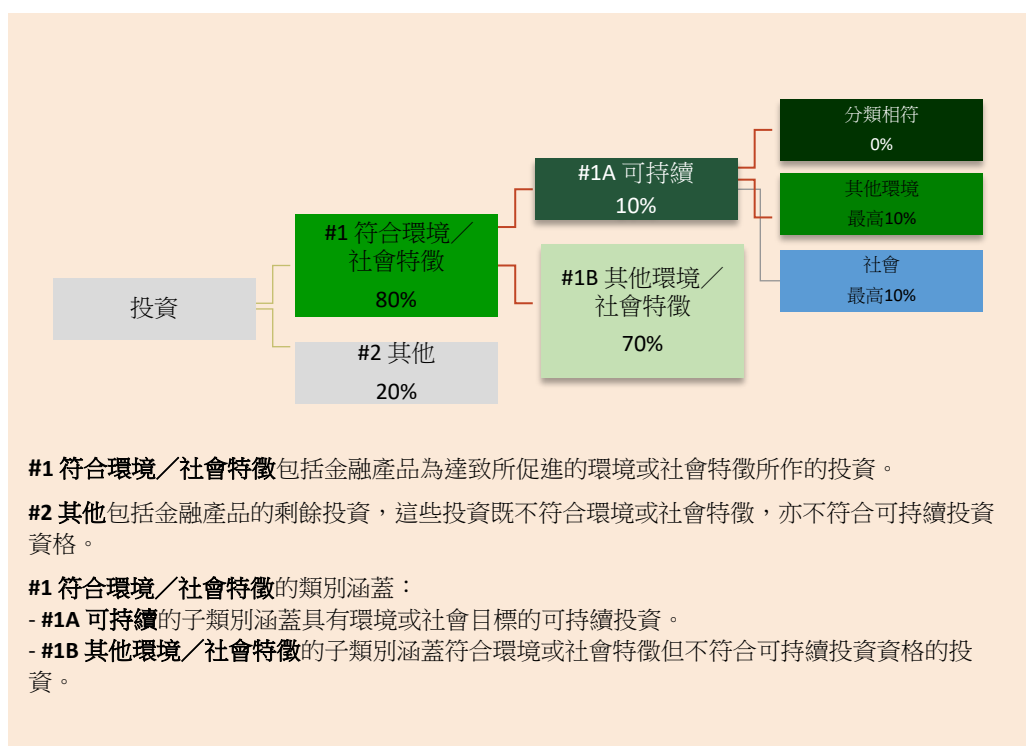 分類相符
0%
#1A 可持續
10%
其他環境
最高10%
#1 符合環境／
社會特徵
80%
#1B 其他環境／
社會特徵
70%
社會
最高10%
投資
#2 其他
20%
#1 符合環境／社會特徵包括金融產品為達致所促進的環境或社會特徵所作的投資。
#2 其他包括金融產品的剩餘投資，這些投資既不符合環境或社會特徵，亦不符合可持續投資
資格。
#1 符合環境／社會特徵的類別涵蓋：
- #1A 可持續的子類別涵蓋具有環境或社會目標的可持續投資。
- #1B 其他環境／社會特徵的子類別涵蓋符合環境或社會特徵但不符合可持續投資資格的投
資。